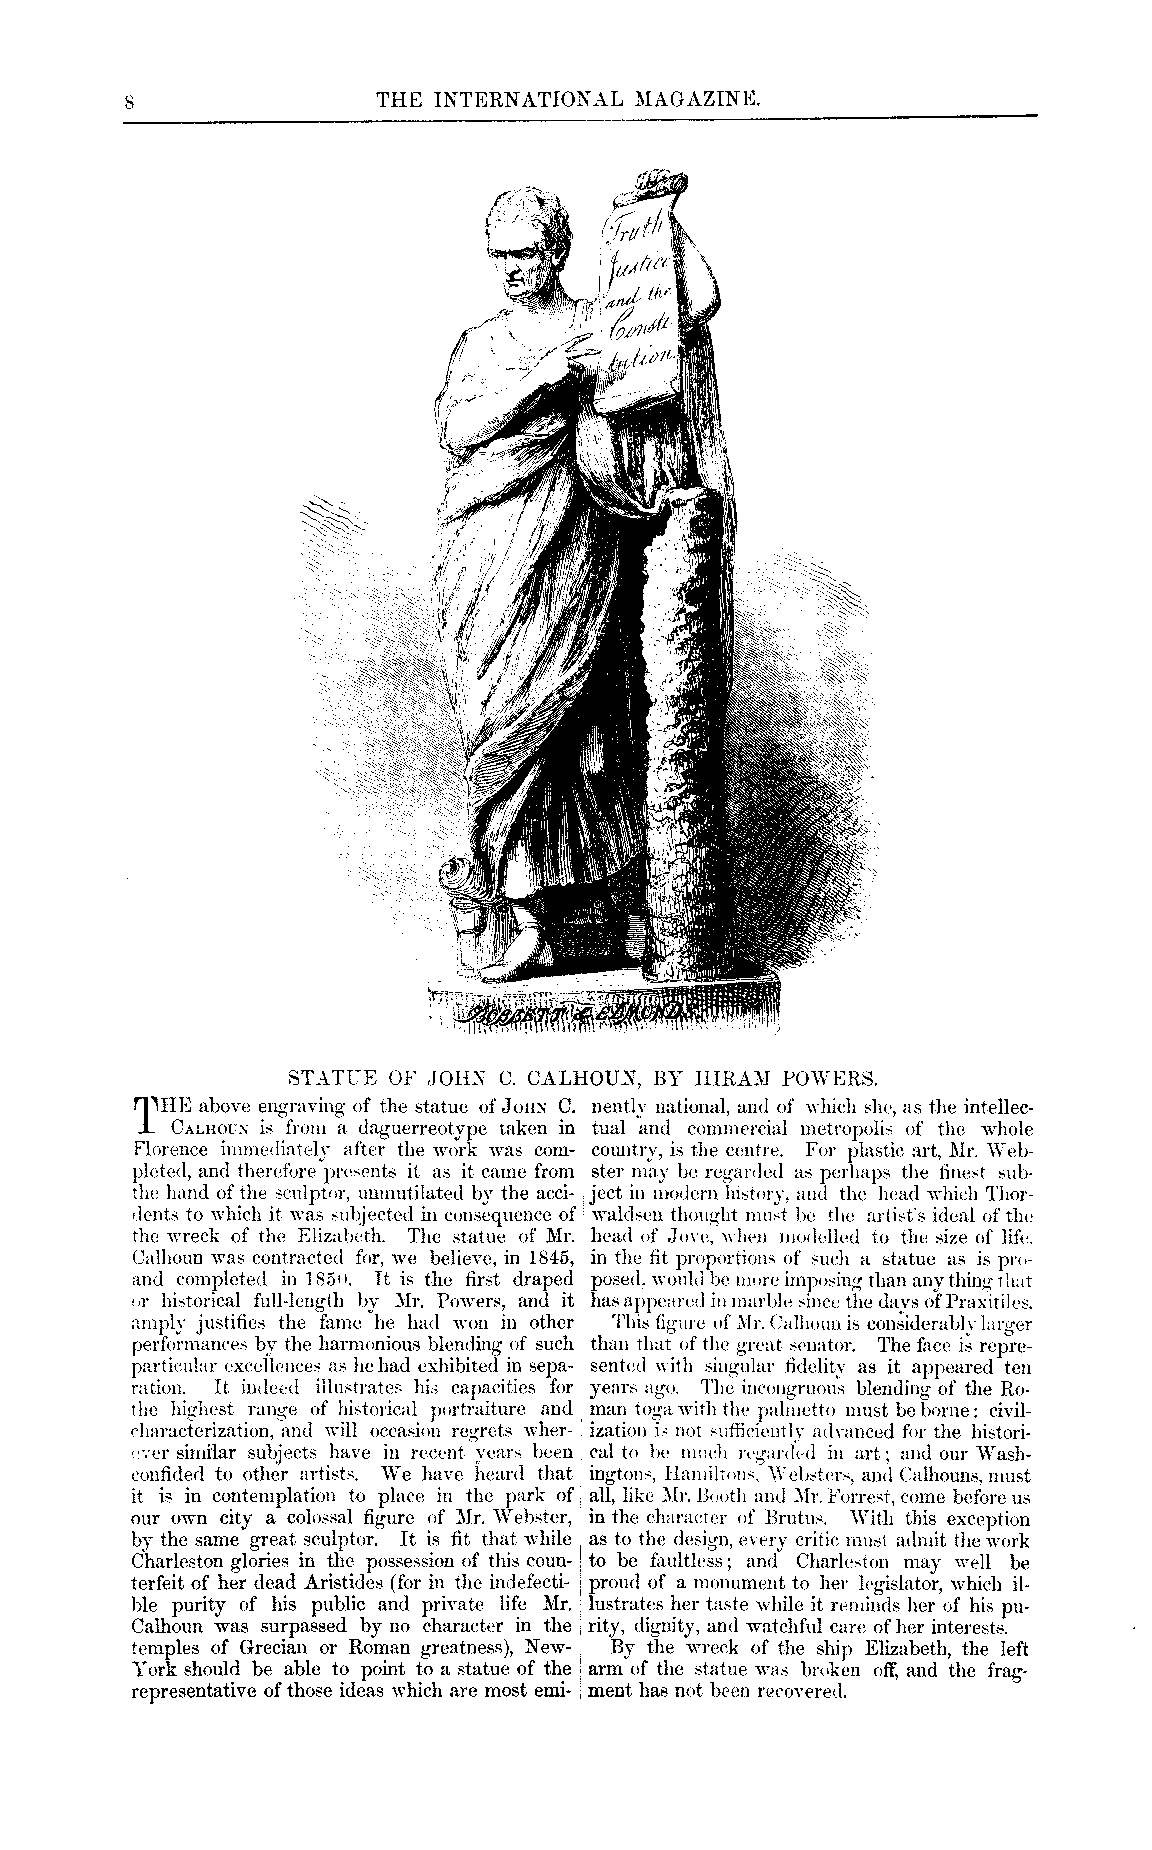 8
THE INTERNATIONAL MAGAZINE.
Truth
Justice
and the
Consti
tution.
BOBBETT & EDMONDS.
STATUE OF JOHN C. CALHOUN, BY HIRAM POWERS.
THE above engraving of the statue of JOHN C.
CALHOUN is from a daguerreotype taken in
Florence immediately after the work was com-
pleted, and therefore presents it as it came from
the hand of the sculptor, unmutilated by the acci-
dents to which it was subjected in consequence of
the wreck of the Elizabeth. The statue of Mr.
Calhoun was contracted for, we believe, in 1845,
and completed in 1850. It is the first draped
or historical full-length by Mr. Powers, and it
amply justifies the fame he had won in other
performances by the harmonious blending of such
particular excellences as he had exhibited in sepa-
ration. It indeed illustrates his capacities for
the highest range of historical portraiture and
characterization, and will occasion regrets wher-
ever similar subjects have in recent years been
confided to other artists. We have heard that
it is in contemplation to place in the park of
our own city a colossal figure of Mr. Webster,
by the same great sculptor. It is fit that while
Charleston glories in the possession of this coun-
terfeit of her dead Aristides (for in the indefecti-
ble purity of his public and private life Mr.
Calhoun was surpassed by no character in the
temples of Grecian or Roman greatness), New-
York should be able to point to a statue of the
representative of those ideas which are most emi-
nently national, and of which she, as the intellec-
tual and commercial metropolis of the whole
country, is the centre. For plastic art, Mr. Web-
ster may be regarded as perhaps the finest sub-
ject in modern history, and the head which Thor-
waldsen thought must be the artist's ideal of the
head of Jove, when modelled to the size of life,
in the fit proportions of such a statue as is pro-
posed, would be more imposing than any thing that
has appeared in marble since the days of Praxitiles.
This figure of Mr. Calhoun is considerably larger
than that of the great senator. The face is repre-
sented with singular fidelity as it appeared ten
years ago. The incongruous blending of the Ro-
man toga with the palmetto must be borne: civil-
ization is not sufficiently advanced for the histori-
cal to be much regarded in art; and our Wash-
ingtons, Hamiltons, Websters, and Calhouns, must
all, like Mr. Booth and Mr. Forrest, come before us
in the character of Brutus. With this exception
as to the design, every critic must admit the work
to be faultless; and Charleston may well be
proud of a monument to her legislator, which il-
lustrates her taste while it reminds her of his pu-
rity, dignity, and watchful care of her interests.
By the wreck of the ship Elizabeth, the left
arm of the statue was broken off, and the frag-
ment has not been recovered.